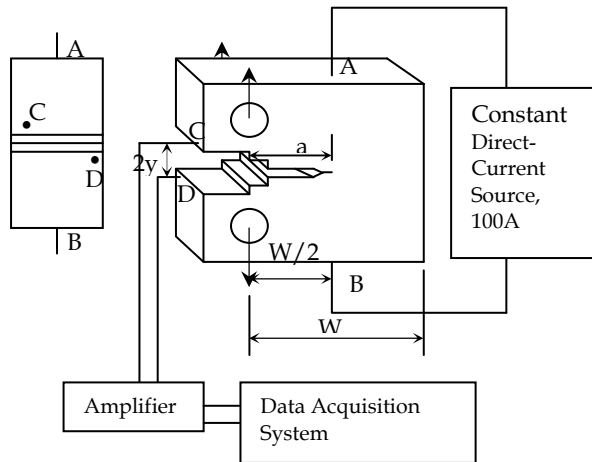 A
C
D
B
A
C
a
2y
D
W/2
B
W
Constant
Direct-
Current
Source,
100A
Amplifier
Data Acquisition
System